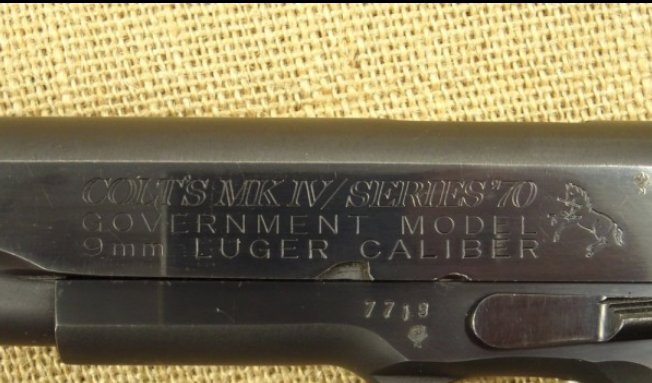 COLT'S MK IV/ SERIES '70
GOVERNMENT MODEL
9mm LUGER CALIBER
7719